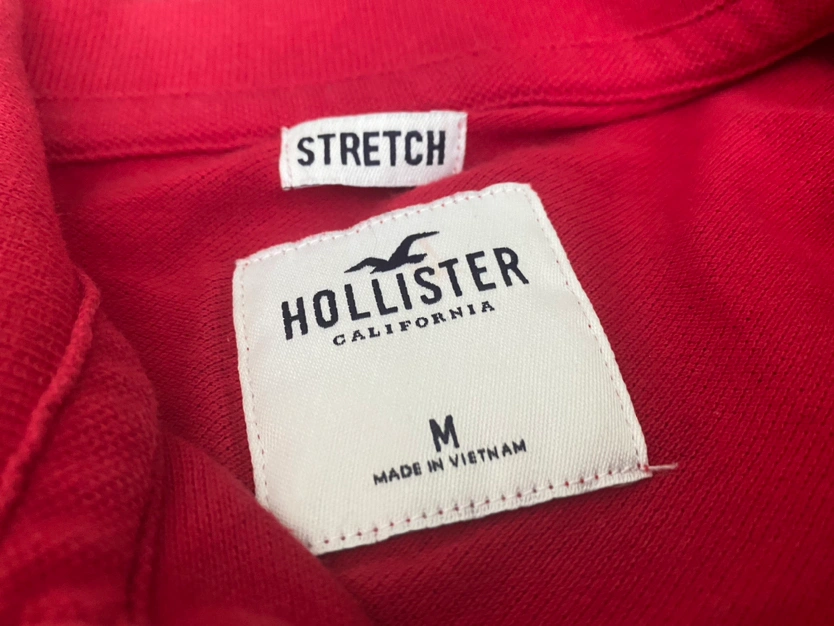 STRETCH
HOLLISTER
CALIFORNIA
M
MADE IN VIETNAM